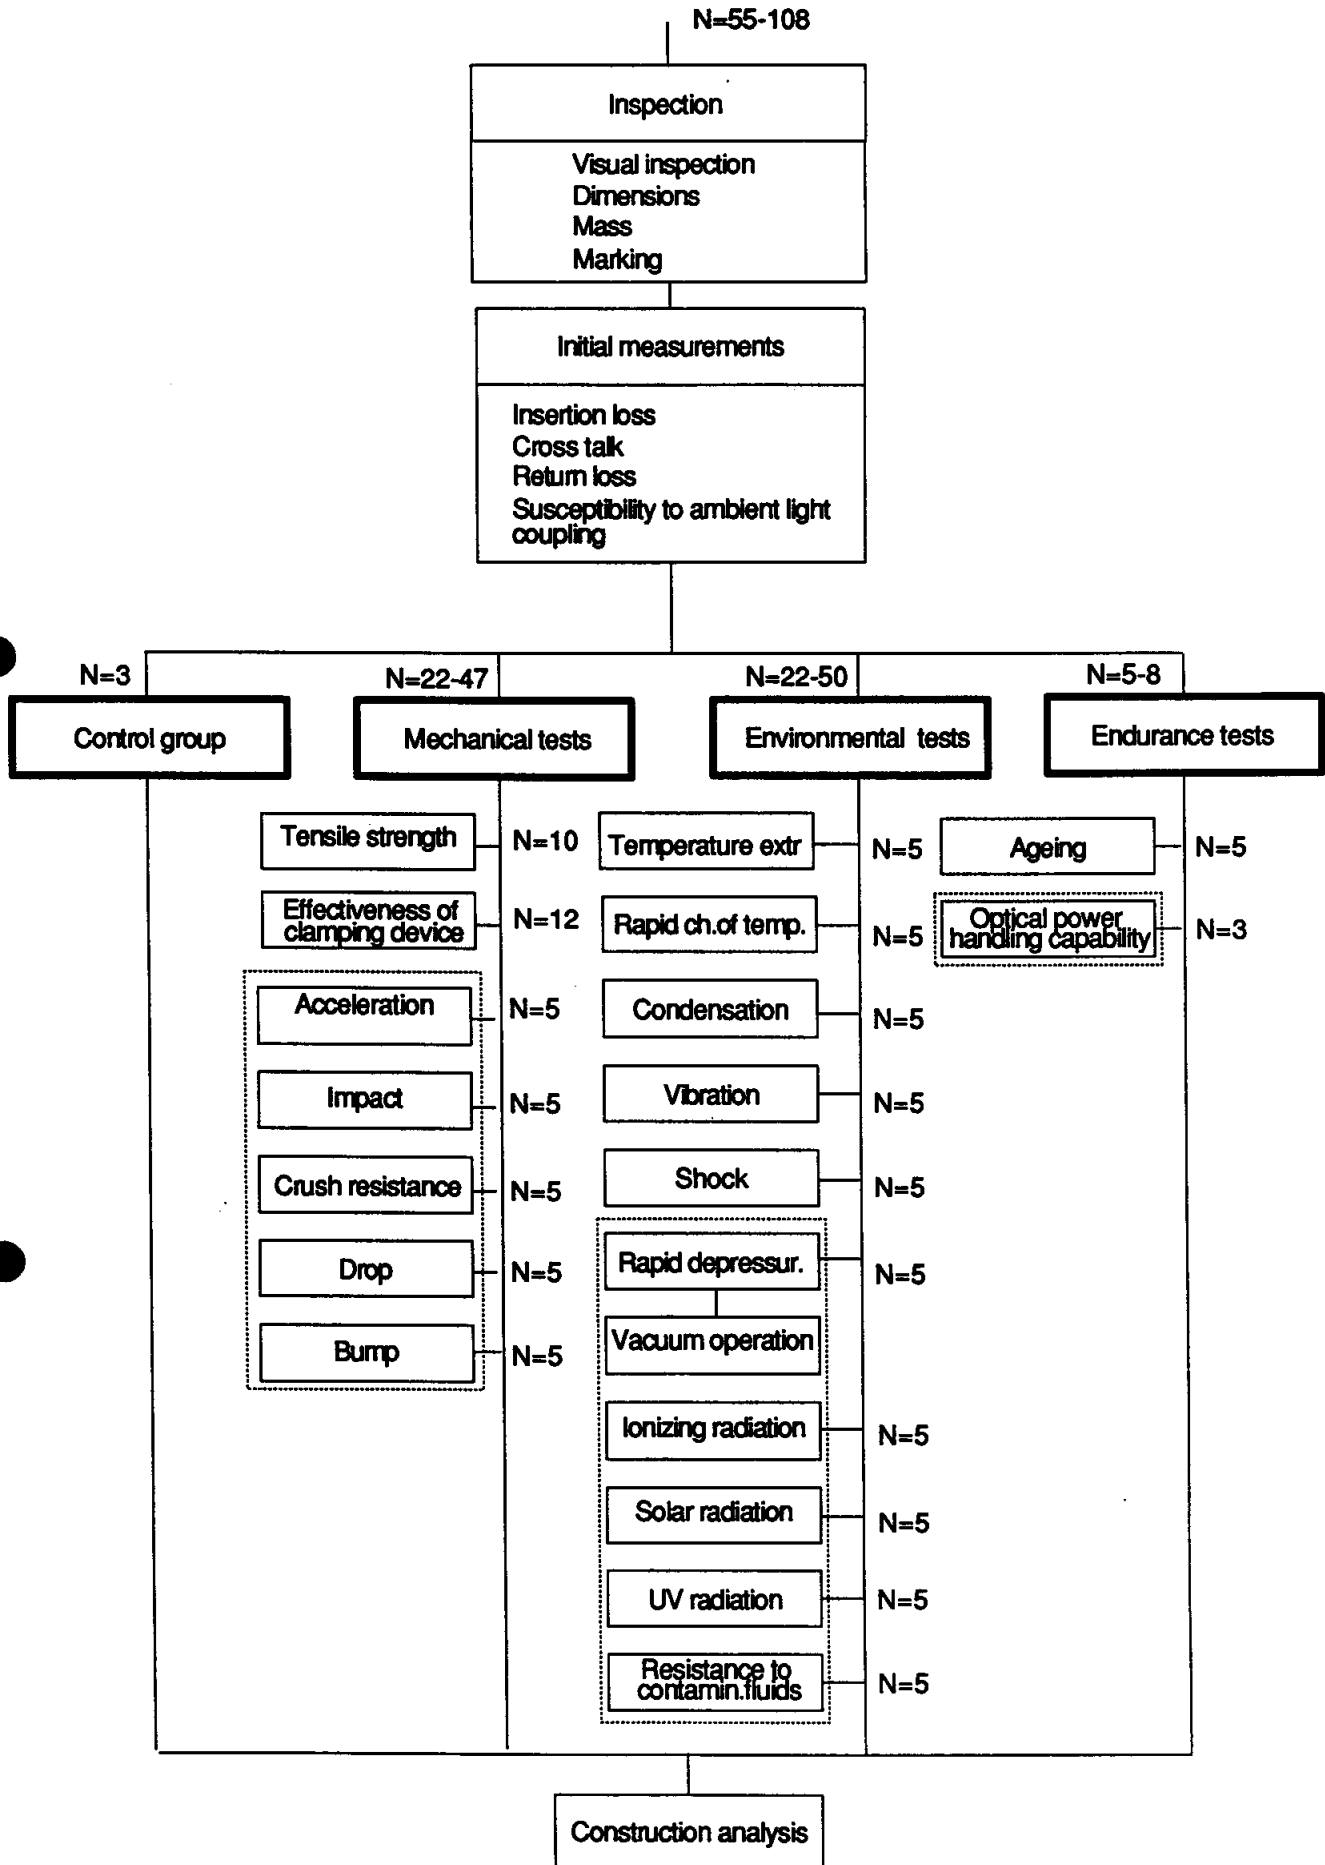 N=55-108
Inspection
Visual inspection
Dimensions
Mass
Marking
Initial measurements
Insertion loss
Cross talk
Return loss
Susceptibility to ambient light
coupling
N=3
N=22-47
N=22-50
N=5-8
Control group
Mechanical tests
Environmental tests
Endurance tests
Tensile strength
N=10
Effectiveness of
clamping device
N=12
Acceleration
N=5
Impact
N=5
Crush resistance
N=5
Drop
N=5
Bump
N=5
Temperature extr
N=5
Rapid ch.of temp.
N=5
Condensation
N=5
Vibration
N=5
Shock
N=5
Rapid depressur.
N=5
Vacuum operation
Ionizing radiation
N=5
Solar radiation
N=5
UV radiation
N=5
Resistance to
contamin.fluids
N=5
Ageing
N=5
Optical power
handling capability
N=3
Construction analysis